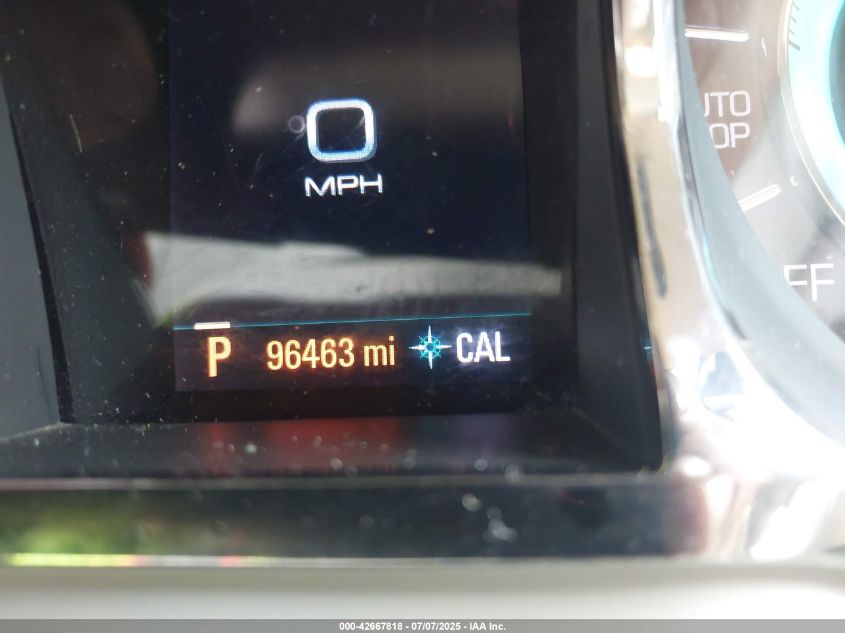 0
MPH
P 96463 mi CAL
UTO
OP
FF
000-42667818 - 07/07/2025 - IAA Inc.